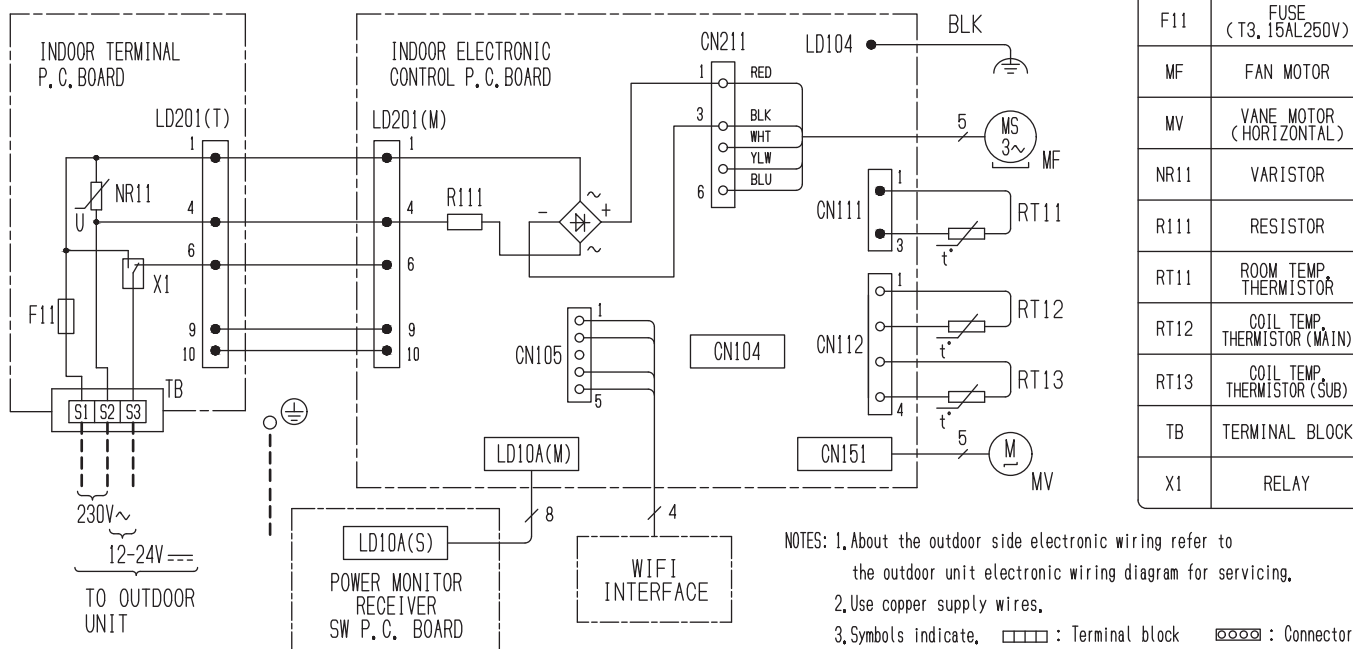 INDOOR TERMINAL
P.C.BOARD
LD201(T)
1
4
6
9
10
NR11
U
X1
F11
TB
S1 S2 S3
230V~
12-24V
TO OUTDOOR
UNIT
INDOOR ELECTRONIC
CONTROL P.C.BOARD
LD201(M)
1
4
6
9
10
R111
~
-
+
~
CN211
1
3
6
RED
BLK
WHT
YLW
BLU
LD104
BLK
5
MS
3~
MF
CN111
1
3
RT11
t°
CN112
1
4
RT12
t°
RT13
t°
CN105
1
5
CN104
CN151
5
M
MV
LD10A(M)
8
4
LD10A(S)
POWER MONITOR
RECEIVER
SW P.C. BOARD
WIFI
INTERFACE
F11 FUSE
(T3.15AL250V)
MF FAN MOTOR
MV VANE MOTOR
(HORIZONTAL)
NR11 VARISTOR
R111 RESISTOR
RT11 ROOM TEMP.
THERMISTOR
RT12 COIL TEMP.
THERMISTOR(MAIN)
RT13 COIL TEMP.
THERMISTOR(SUB)
TB TERMINAL BLOCK
X1 RELAY
NOTES: 1.About the outdoor side electronic wiring refer to
the outdoor unit electronic wiring diagram for servicing.
2.Use copper supply wires.
3.Symbols indicate. : Terminal block : Connector